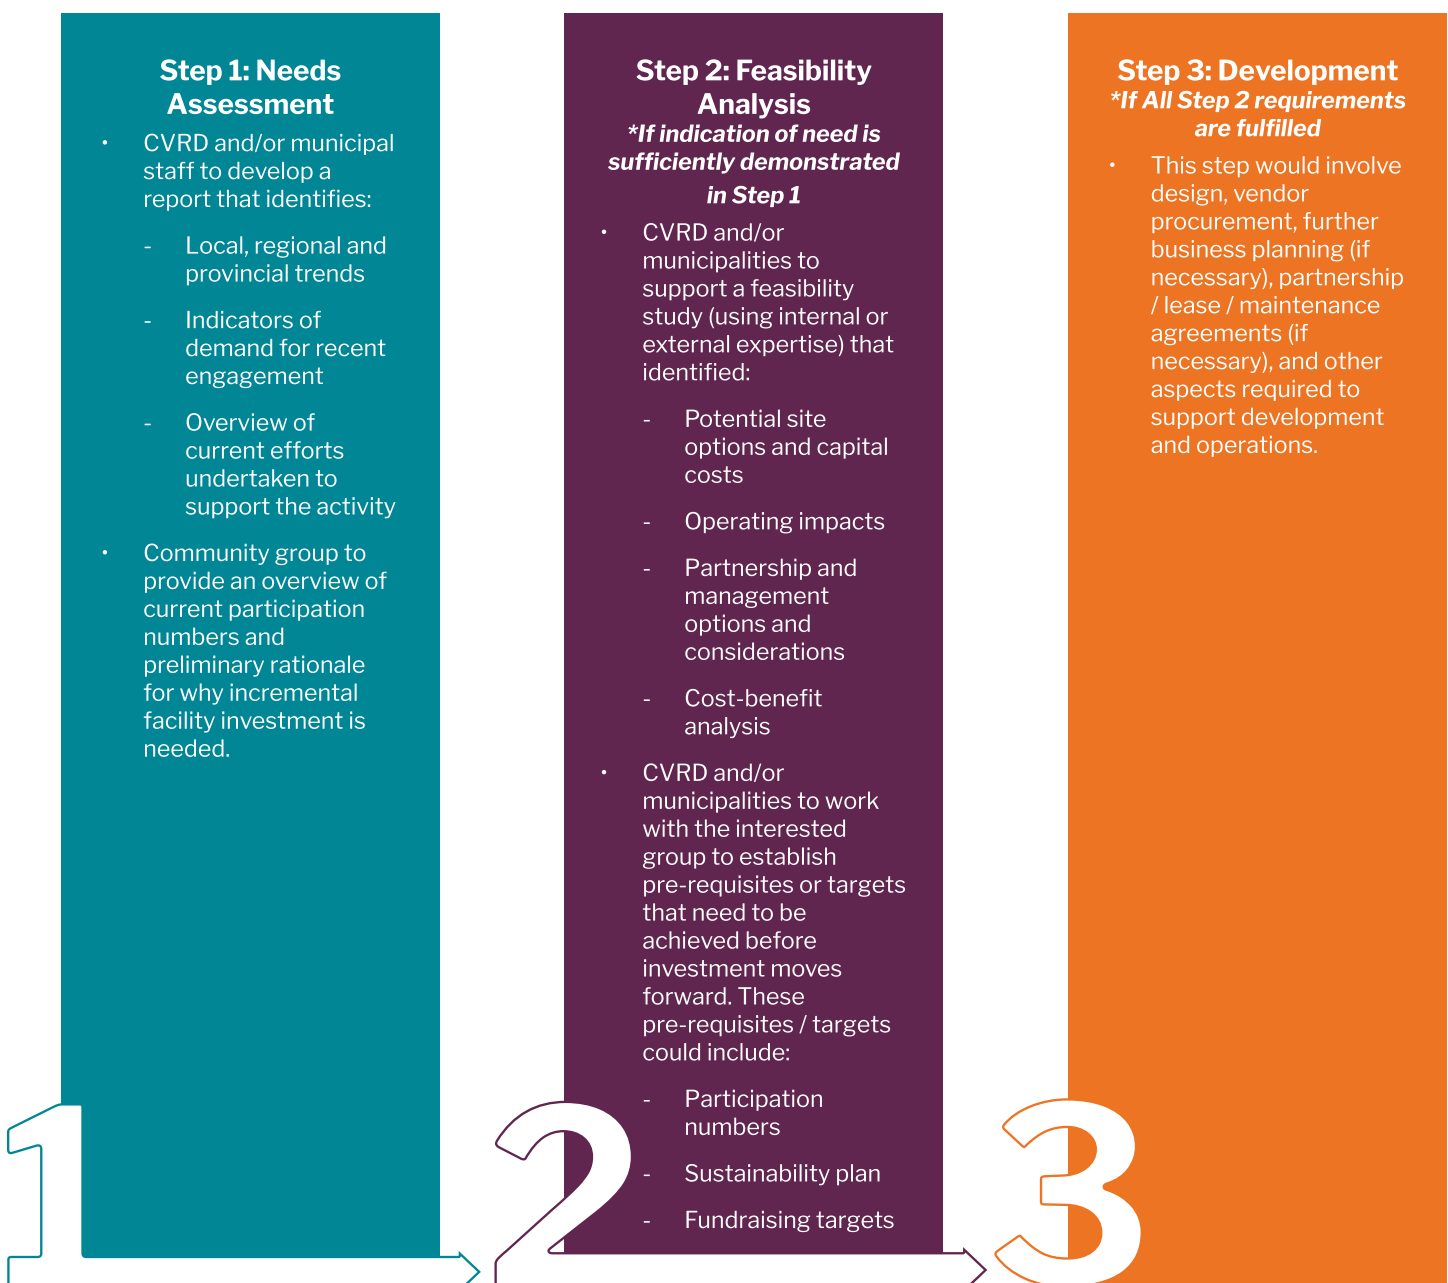 Step 1: Needs
Assessment
• CVRD and/or municipal
staff to develop a
report that identifies:
- Local, regional and
provincial trends
- Indicators of
demand for recent
engagement
- Overview of
current efforts
undertaken to
support the activity
• Community group to
provide an overview of
current participation
numbers and
preliminary rationale
for why incremental
facility investment is
needed.
1
Step 2: Feasibility
Analysis
*If indication of need is
sufficiently demonstrated
in Step 1
• CVRD and/or
municipalities to
support a feasibility
study (using internal or
external expertise) that
identified:
- Potential site
options and capital
costs
- Operating impacts
- Partnership and
management
options and
considerations
- Cost-benefit
analysis
• CVRD and/or
municipalities to work
with the interested
group to establish
pre-requisites or targets
that need to be
achieved before
investment moves
forward. These
pre-requisites / targets
could include:
- Participation
numbers
- Sustainability plan
- Fundraising targets
2
Step 3: Development
*If All Step 2 requirements
are fulfilled
• This step would involve
design, vendor
procurement, further
business planning (if
necessary), partnership
/ lease / maintenance
agreements (if
necessary), and other
aspects required to
support development
and operations.
3